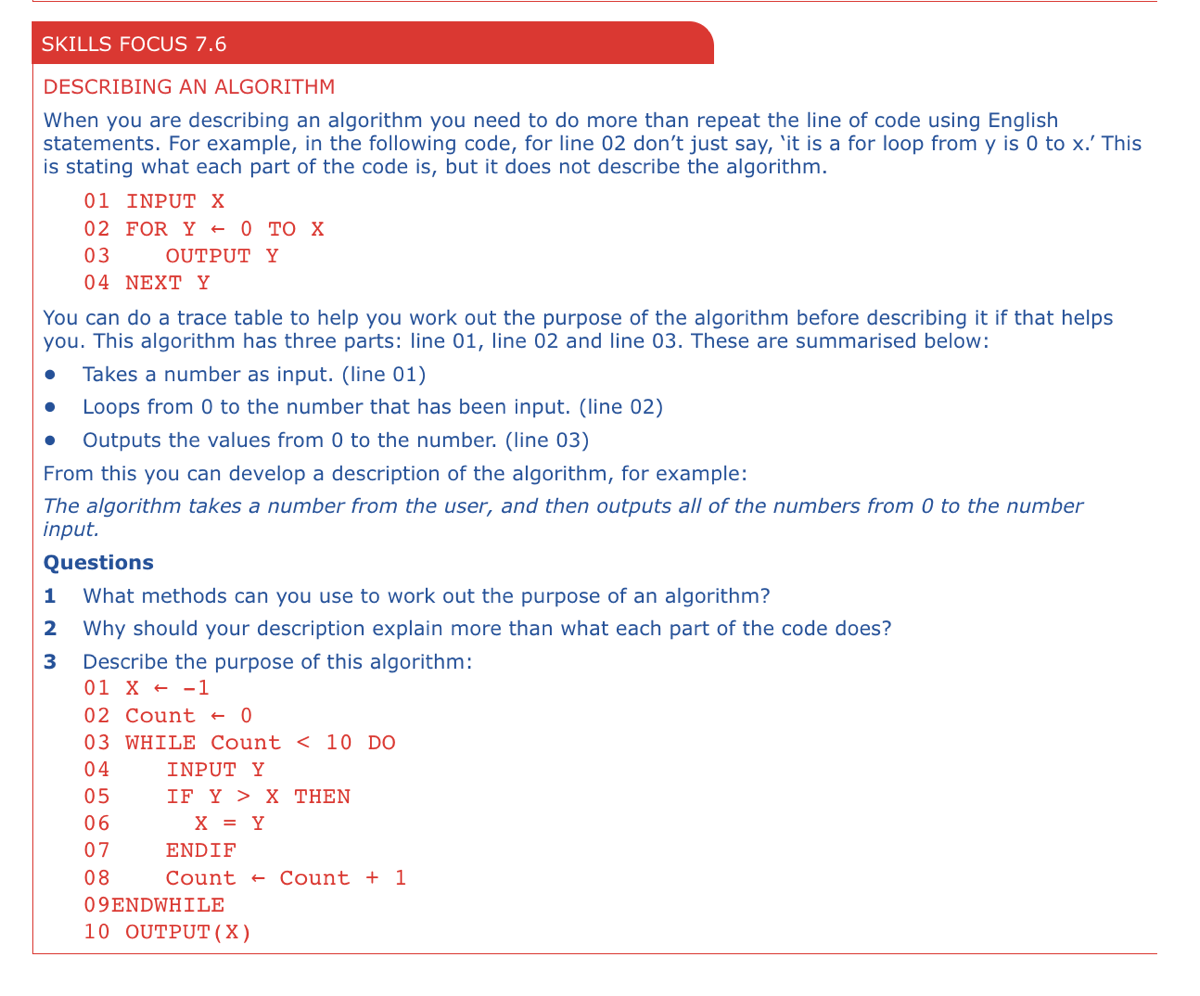 SKILLS FOCUS 7.6
DESCRIBING AN ALGORITHM
When you are describing an algorithm you need to do more than repeat the line of code using English
statements. For example, in the following code, for line 02 don’t just say, ‘it is a for loop from y is 0 to x.’ This
is stating what each part of the code is, but it does not describe the algorithm.
01 INPUT X
02 FOR Y ← 0 TO X
03    OUTPUT Y
04 NEXT Y
You can do a trace table to help you work out the purpose of the algorithm before describing it if that helps
you. This algorithm has three parts: line 01, line 02 and line 03. These are summarised below:
• Takes a number as input. (line 01)
• Loops from 0 to the number that has been input. (line 02)
• Outputs the values from 0 to the number. (line 03)
From this you can develop a description of the algorithm, for example:
The algorithm takes a number from the user, and then outputs all of the numbers from 0 to the number
input.
Questions
1 What methods can you use to work out the purpose of an algorithm?
2 Why should your description explain more than what each part of the code does?
3 Describe the purpose of this algorithm:
01 X ← -1
02 Count ← 0
03 WHILE Count < 10 DO
04    INPUT Y
05    IF Y > X THEN
06      X = Y
07    ENDIF
08    Count ← Count + 1
09ENDWHILE
10 OUTPUT(X)